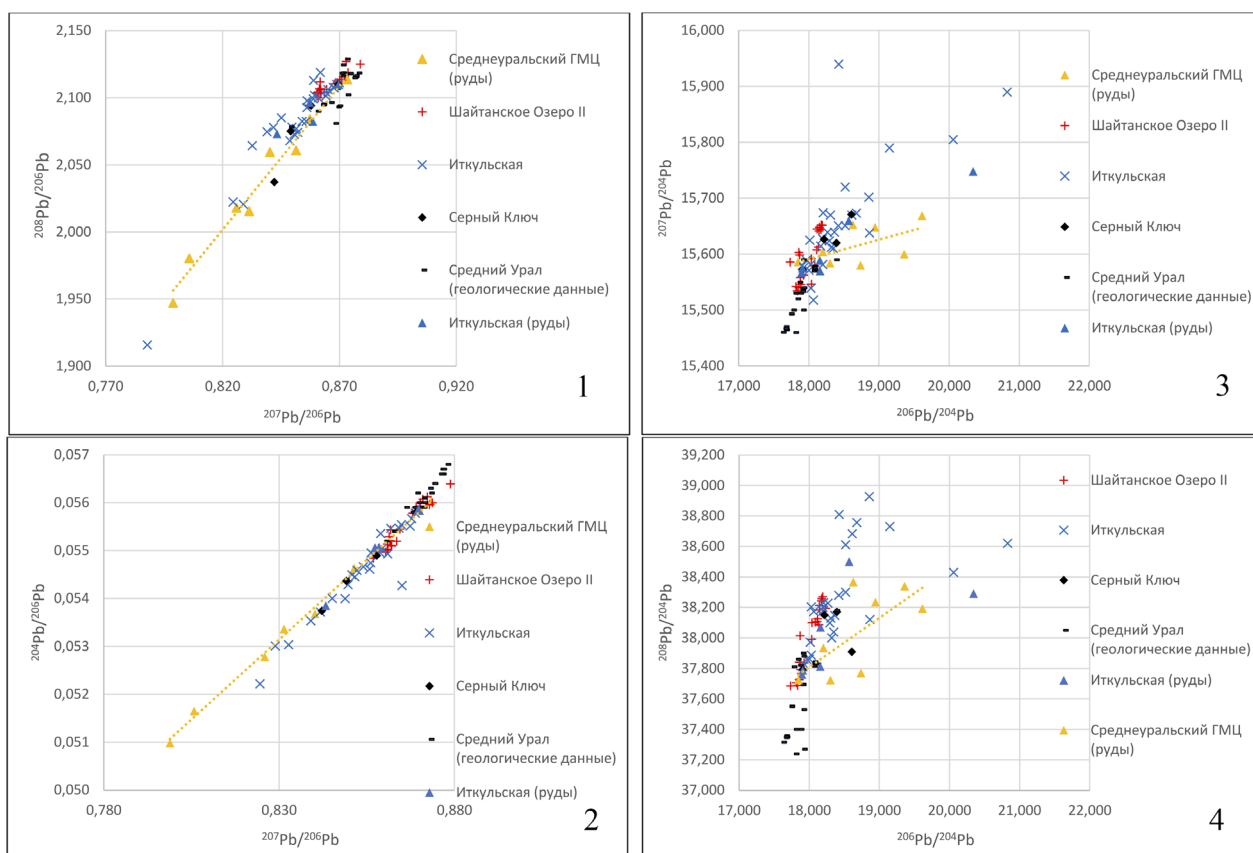 2,150
2,100
2,050
2,000
1,950
1,900
0,770
0,820
0,870
0,920
²⁰⁸Pb/²⁰⁶Pb
²⁰⁷Pb/²⁰⁶Pb
Среднеуральский ГМЦ
(руды)
Шайтанское Озеро II
Иткульская
Серный Ключ
Средний Урал
(геологические данные)
Иткульская (руды)
1
16,000
15,900
15,800
15,700
15,600
15,500
15,400
17,000
18,000
19,000
20,000
21,000
22,000
²⁰⁷Pb/²⁰⁴Pb
²⁰⁶Pb/²⁰⁴Pb
Среднеуральский ГМЦ
(руды)
Шайтанское Озеро II
Иткульская
Серный Ключ
Средний Урал
(геологические данные)
Иткульская (руды)
3
0,057
0,056
0,055
0,054
0,053
0,052
0,051
0,050
0,780
0,830
0,880
²⁰⁴Pb/²⁰⁶Pb
²⁰⁷Pb/²⁰⁶Pb
Среднеуральский ГМЦ
(руды)
Шайтанское Озеро II
Иткульская
Серный Ключ
Средний Урал
(геологические данные)
Иткульская (руды)
2
39,200
39,000
38,800
38,600
38,400
38,200
38,000
37,800
37,600
37,400
37,200
37,000
17,000
18,000
19,000
20,000
21,000
22,000
²⁰⁸Pb/²⁰⁴Pb
²⁰⁶Pb/²⁰⁴Pb
Шайтанское Озеро II
Иткульская
Серный Ключ
Средний Урал
(геологические данные)
Иткульская (руды)
Среднеуральский ГМЦ
(руды)
4